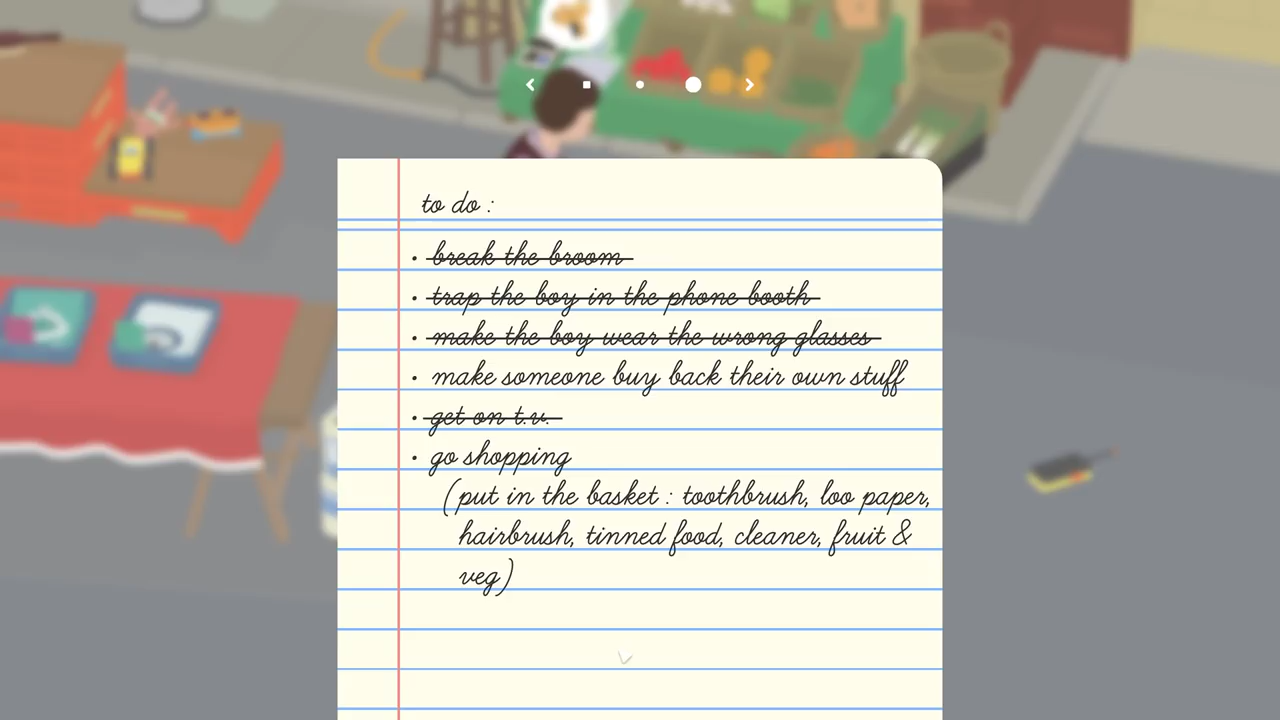 to do :
• break the broom
• trap the boy in the phone booth
• make the boy wear the wrong glasses
• make someone buy back their own stuff
• get on t.v.
• go shopping
(put in the basket : toothbrush, loo paper,
hairbrush, tinned food, cleaner, fruit &
veg)